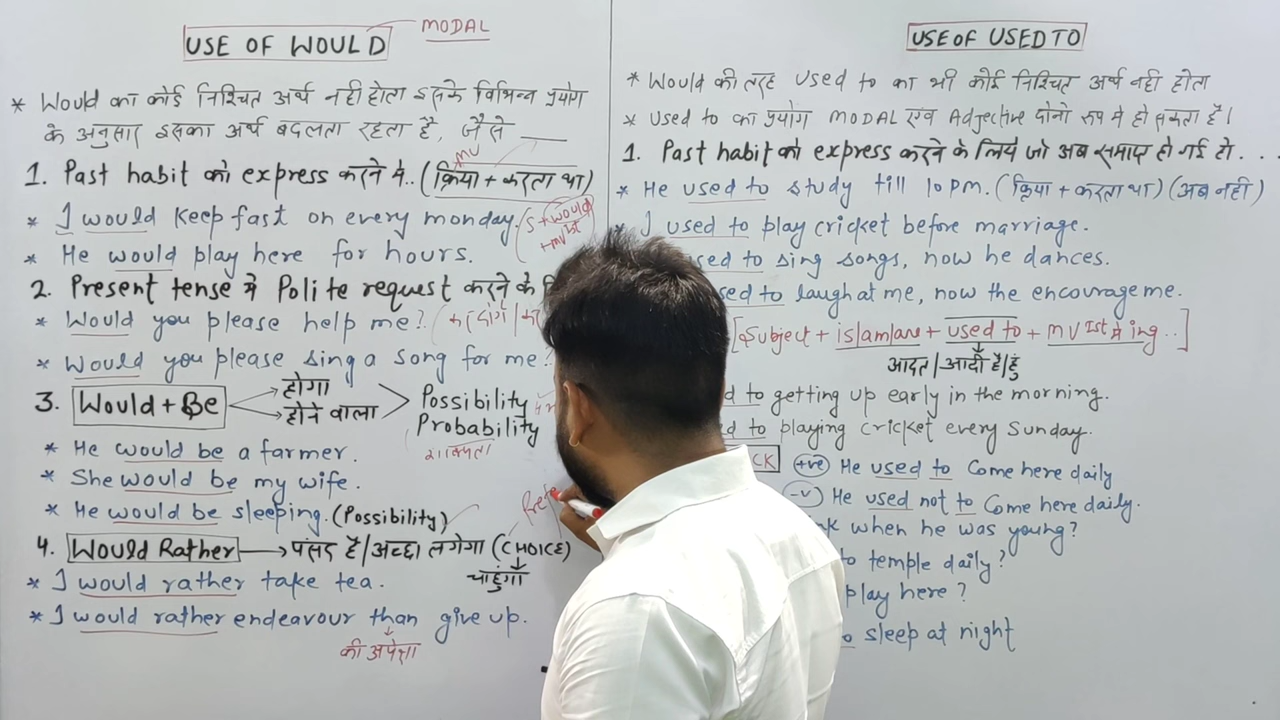 USE OF WOULD
MODAL
* Would का कोई निश्चित अर्थ नही होता इसके विभिन्न प्रयोग
के अनुसार इसका अर्थ बदलता रहता है, जैसे ___
1. Past habit को express करने मे.. (क्रिया + करता था)
MV
* I would keep fast on every monday.
(S + would
+ MV Ist
* He would play here for hours.
2. Present tense मे Polite request करने के
* Would you please help me?
* Would you please sing a song for me?
3. Would + Be
होगा
होने वाला
Possibility
Probability
शक्यता
* He would be a farmer.
* She would be my wife.
* He would be sleeping. (Possibility)
4. Would Rather → पसंद है/अच्छा लगेगा (CHOICE)
चाहुंगा
* I would rather take tea.
* I would rather endeavour than give up.
की अपेक्षा
USE OF USED TO
* Would की तरह used to का भी कोई निश्चित अर्थ नही होता
* Used to का प्रयोग MODAL एवं Adjective दोनो रूप मे हो सकता है।
1. Past habit को express करने के लिये जो अब समाप्त हो गई हो....
* He used to study till 10 pm. (क्रिया + करता था) (अब नही)
* I used to play cricket before marriage.
sed to sing songs, now he dances.
sed to laugh at me, now the encourage me.
[Subject + is/am/are + used to + MV Ist मे ing..]
आदत/आदी है/हुं
d to getting up early in the morning.
d to playing cricket every Sunday.
CK
+ve He used to Come here daily
-v He used not to Come here daily.
k when he was young?
to temple daily?
play here?
o sleep at night